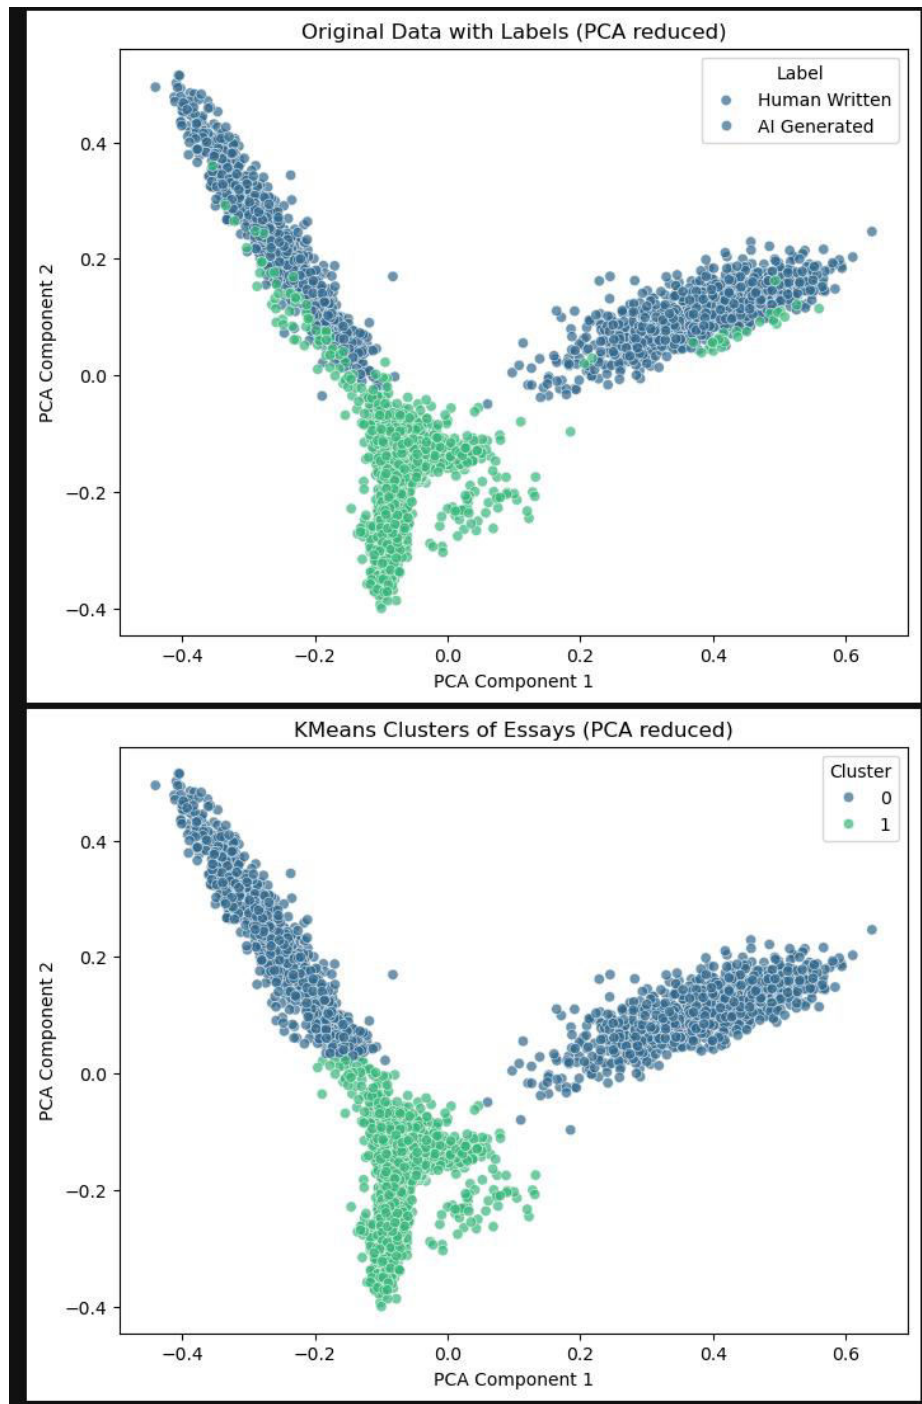 Original Data with Labels (PCA reduced)
Label
Human Written
AI Generated
0.4
0.2
0.0
−0.2
−0.4
PCA Component 2
−0.4 −0.2 0.0 0.2 0.4 0.6
PCA Component 1
KMeans Clusters of Essays (PCA reduced)
Cluster
0
1
0.4
0.2
0.0
−0.2
−0.4
PCA Component 2
−0.4 −0.2 0.0 0.2 0.4 0.6
PCA Component 1